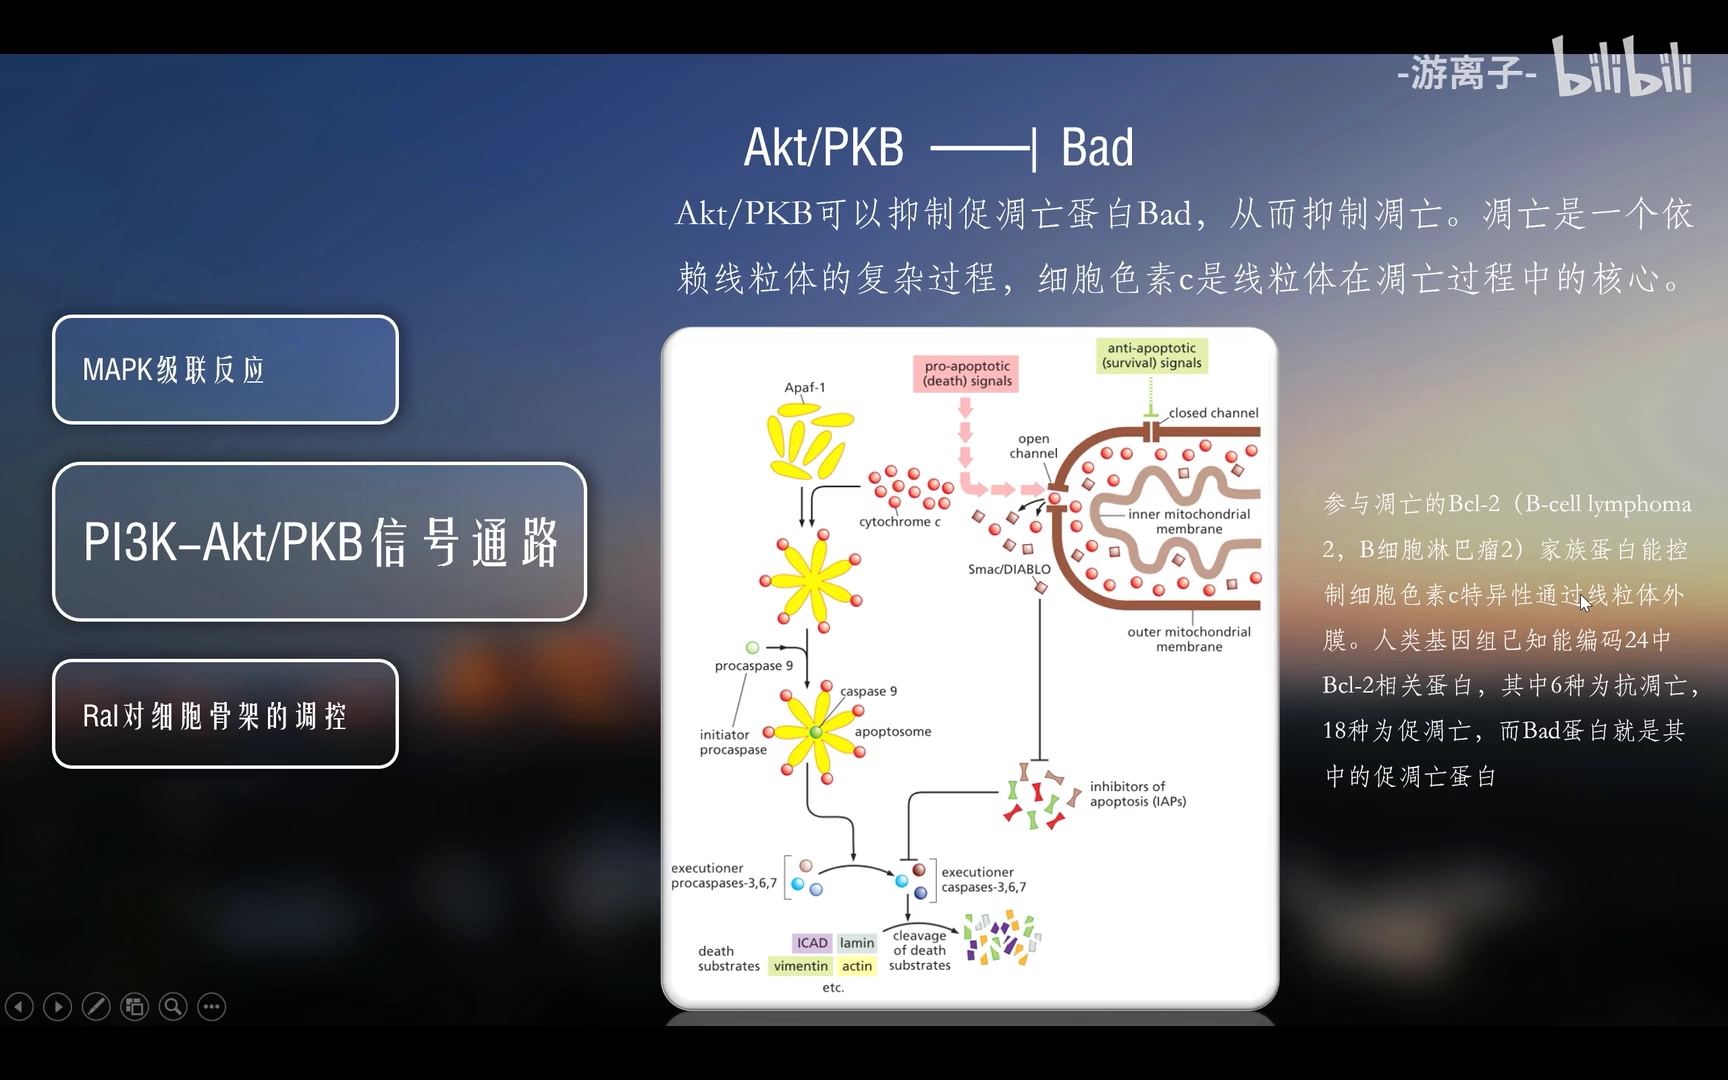 -游离子- bilibili
Akt/PKB ——| Bad
Akt/PKB可以抑制促凋亡蛋白Bad，从而抑制凋亡。凋亡是一个依
赖线粒体的复杂过程，细胞色素c是线粒体在凋亡过程中的核心。
MAPK级联反应
PI3K-Akt/PKB信号通路
Ral对细胞骨架的调控
anti-apoptotic
(survival) signals
pro-apoptotic
(death) signals
Apaf-1
closed channel
open
channel
cytochrome c
inner mitochondrial
membrane
Smac/DIABLO
outer mitochondrial
membrane
procaspase 9
caspase 9
initiator
procaspase
apoptosome
inhibitors of
apoptosis (IAPs)
executioner
procaspases-3,6,7
executioner
caspases-3,6,7
death
substrates
ICAD
lamin
vimentin
actin
etc.
cleavage
of death
substrates
参与凋亡的Bcl-2（B-cell lymphoma
2，B细胞淋巴瘤2）家族蛋白能控
制细胞色素c特异性通过线粒体外
膜。人类基因组已知能编码24中
Bcl-2相关蛋白，其中6种为抗凋亡，
18种为促凋亡，而Bad蛋白就是其
中的促凋亡蛋白